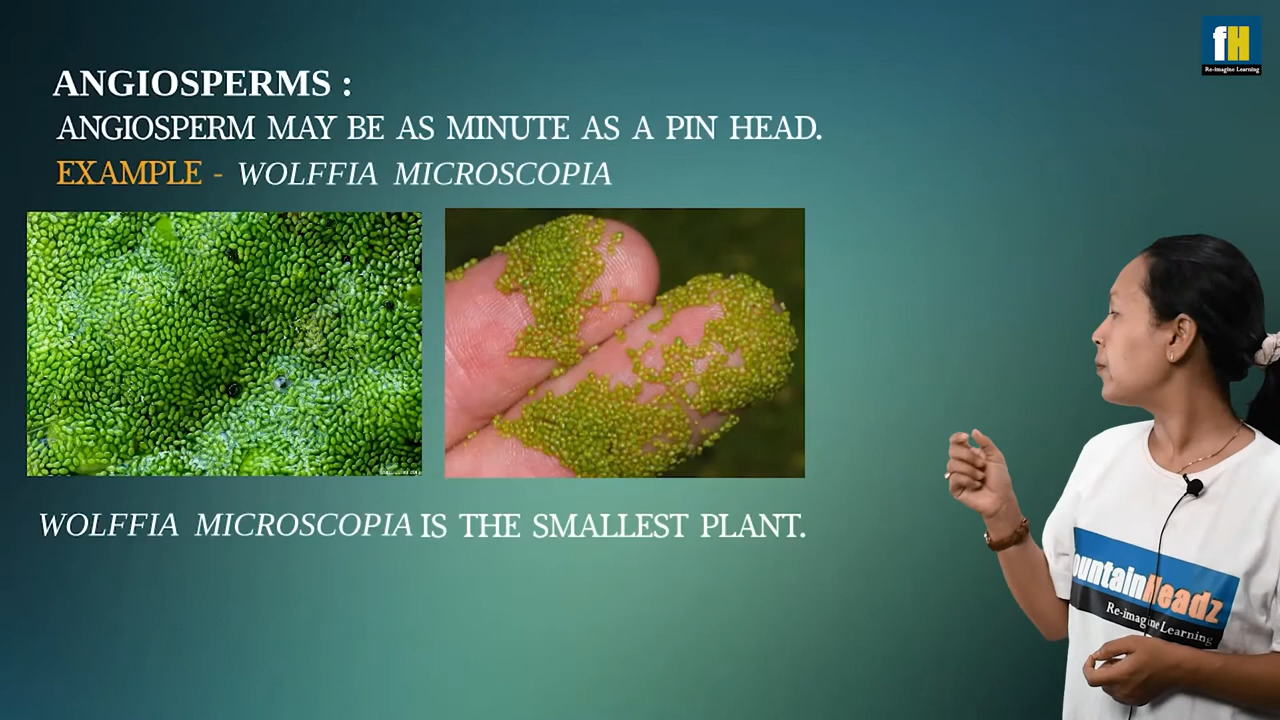 fH
Re-imagine Learning
ANGIOSPERMS :
ANGIOSPERM MAY BE AS MINUTE AS A PIN HEAD.
EXAMPLE - WOLFFIA MICROSCOPIA
WOLFFIA MICROSCOPIA IS THE SMALLEST PLANT.
ountainHeadz
Re-imagine Learning